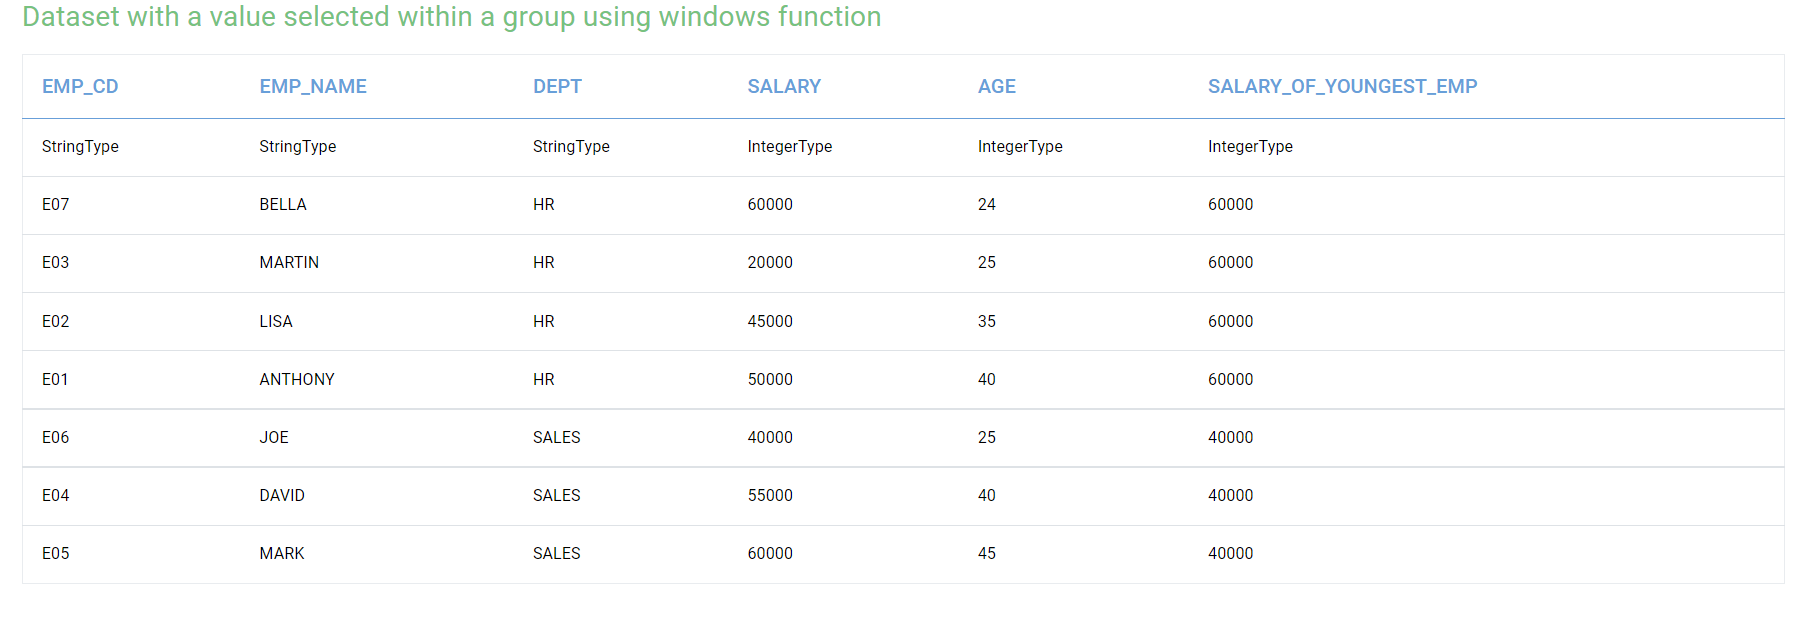 Dataset with a value selected within a group using windows function
EMP_CD EMP_NAME DEPT SALARY AGE SALARY_OF_YOUNGEST_EMP
StringType StringType StringType IntegerType IntegerType IntegerType
E07 BELLA HR 60000 24 60000
E03 MARTIN HR 20000 25 60000
E02 LISA HR 45000 35 60000
E01 ANTHONY HR 50000 40 60000
E06 JOE SALES 40000 25 40000
E04 DAVID SALES 55000 40 40000
E05 MARK SALES 60000 45 40000